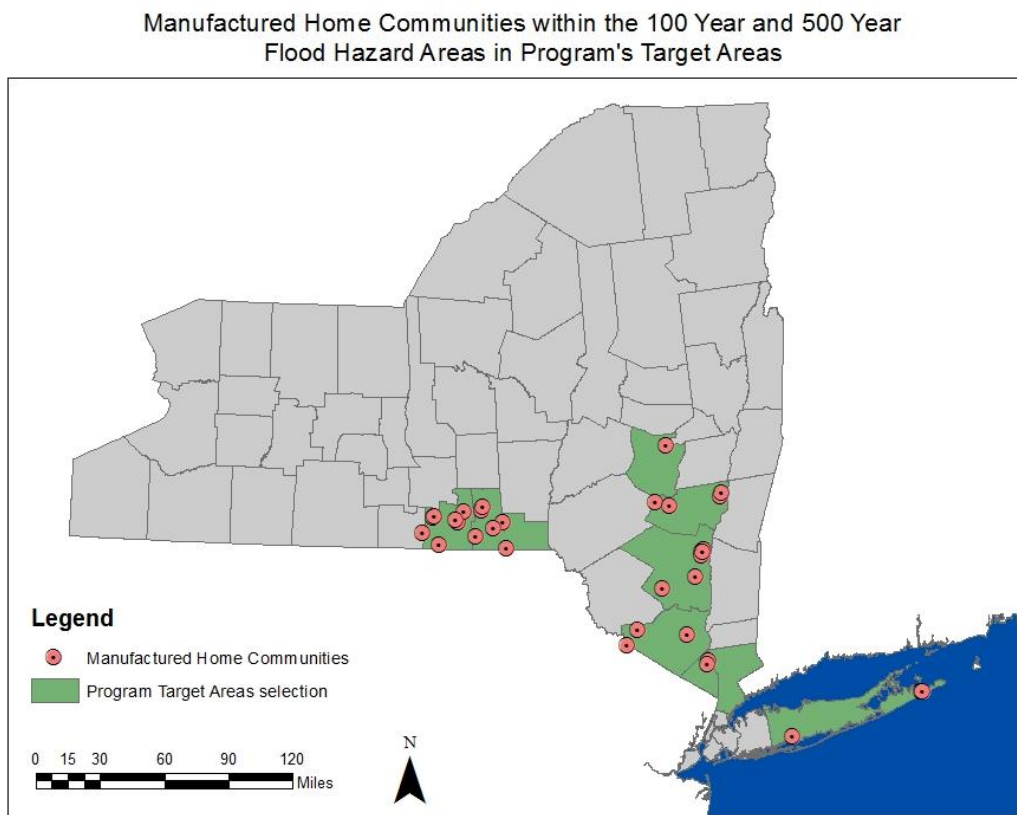 Manufactured Home Communities within the 100 Year and 500 Year
Flood Hazard Areas in Program's Target Areas
Legend
Manufactured Home Communities
Program Target Areas selection
0 15 30 60 90 120
Miles
N